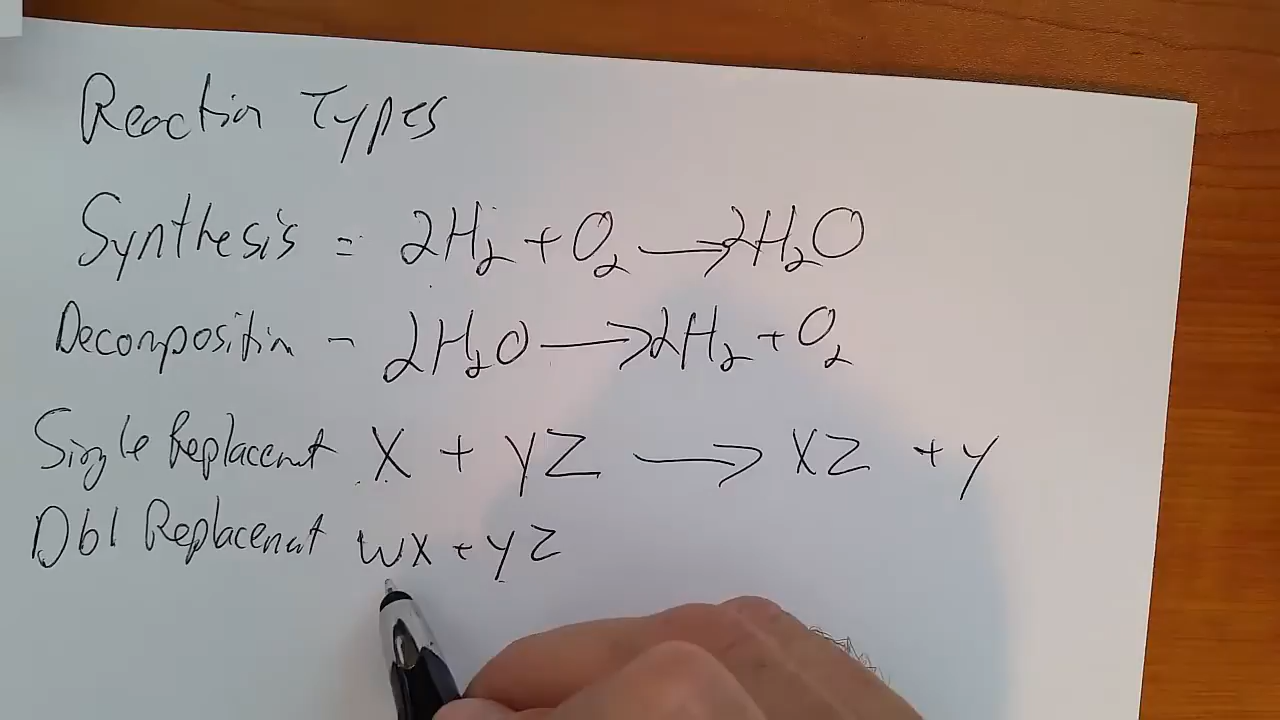 Reaction Types
Synthesis = 2H₂ + O₂ → 2H₂O
Decomposition - 2H₂O → 2H₂ + O₂
Single Replacement X + YZ → XZ + Y
Dbl Replacement WX + YZ